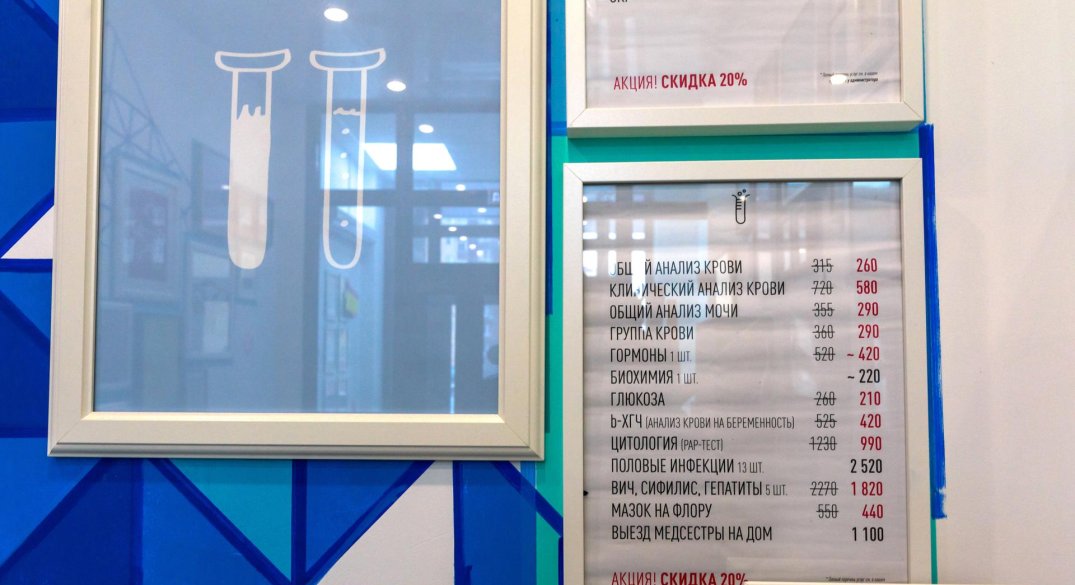 АКЦИЯ! СКИДКА 20%
ОБЩИЙ АНАЛИЗ КРОВИ 315 260
КЛИНИЧЕСКИЙ АНАЛИЗ КРОВИ 720 580
ОБЩИЙ АНАЛИЗ МОЧИ 355 290
ГРУППА КРОВИ 360 290
ГОРМОНЫ 1 ШТ. 520 ~ 420
БИОХИМИЯ 1 ШТ. ~ 220
ГЛЮКОЗА 260 210
b-ХГЧ (АНАЛИЗ КРОВИ НА БЕРЕМЕННОСТЬ) 525 420
ЦИТОЛОГИЯ (PAP-ТЕСТ) 1230 990
ПОЛОВЫЕ ИНФЕКЦИИ 13 ШТ. 2 520
ВИЧ, СИФИЛИС, ГЕПАТИТЫ 5 ШТ. 2270 1 820
МАЗОК НА ФЛОРУ 550 440
ВЫЕЗД МЕДСЕСТРЫ НА ДОМ 1 100
АКЦИЯ! СКИДКА 20%